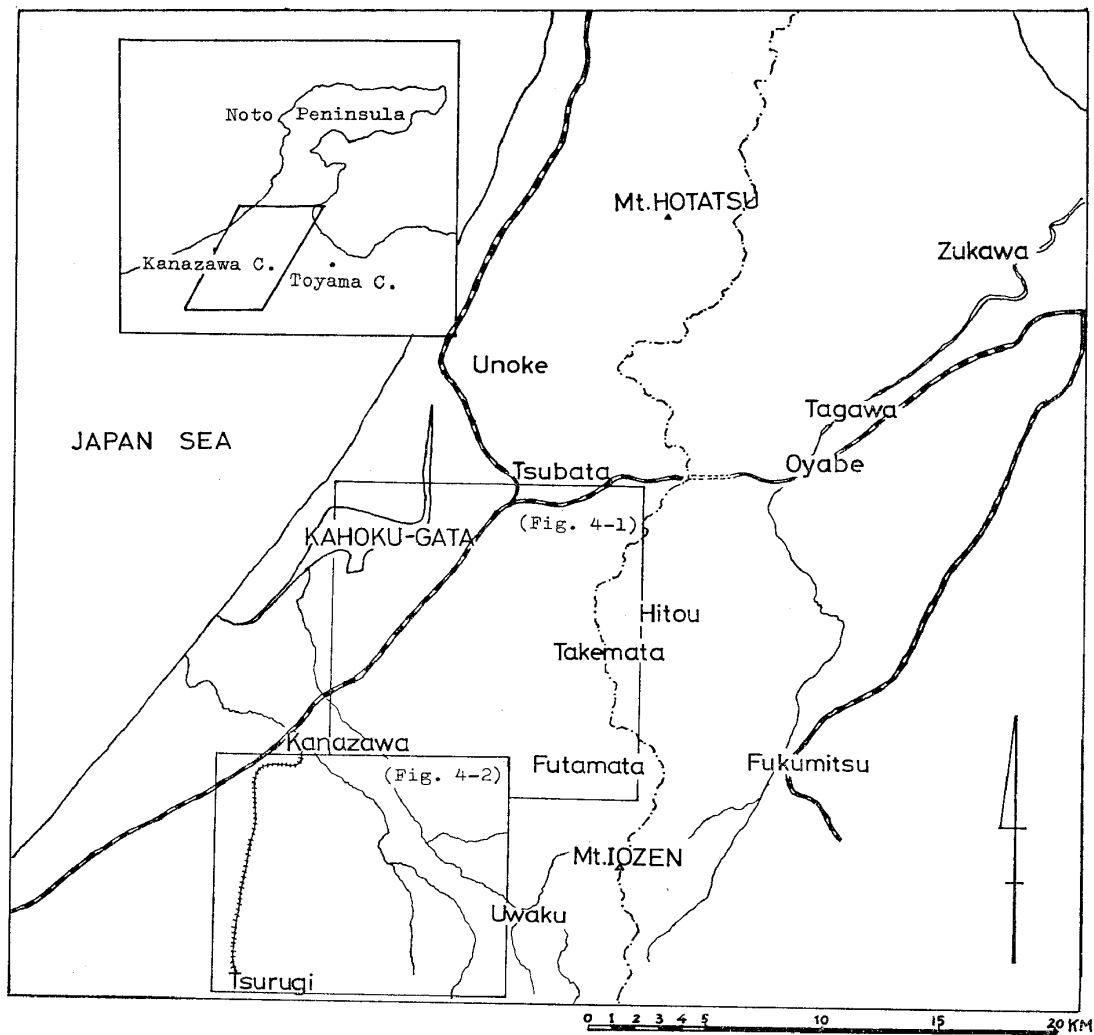 Noto Peninsula
Mt.HOTATSU
Zukawa
Kanazawa C.
Toyama C.
Unoke
Tagawa
JAPAN SEA
Oyabe
Tsubata
(Fig. 4-1)
KAHOKU-GATA
Hitou
Takemata
Kanazawa
Futamata
Fukumitsu
(Fig. 4-2)
Mt.IOZEN
Uwaku
Tsurugi
0 1 2 3 4 5 10 15 20 KM